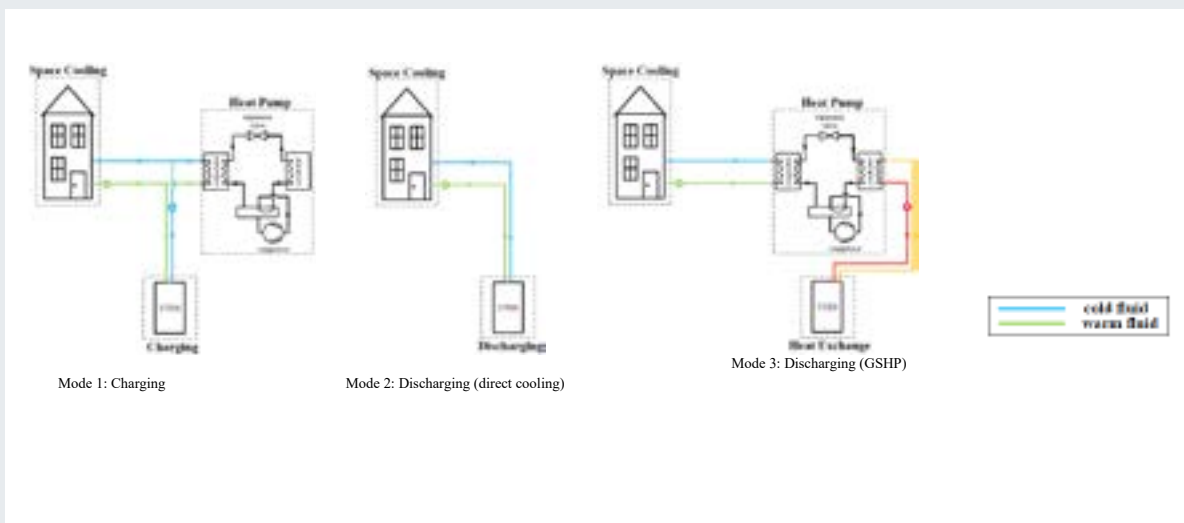 Space Cooling
Heat Pump
Charging
Mode 1: Charging
Space Cooling
Discharging
Mode 2: Discharging (direct cooling)
Space Cooling
Heat Pump
Heat Exchange
Mode 3: Discharging (GSHP)
cold fluid
warm fluid